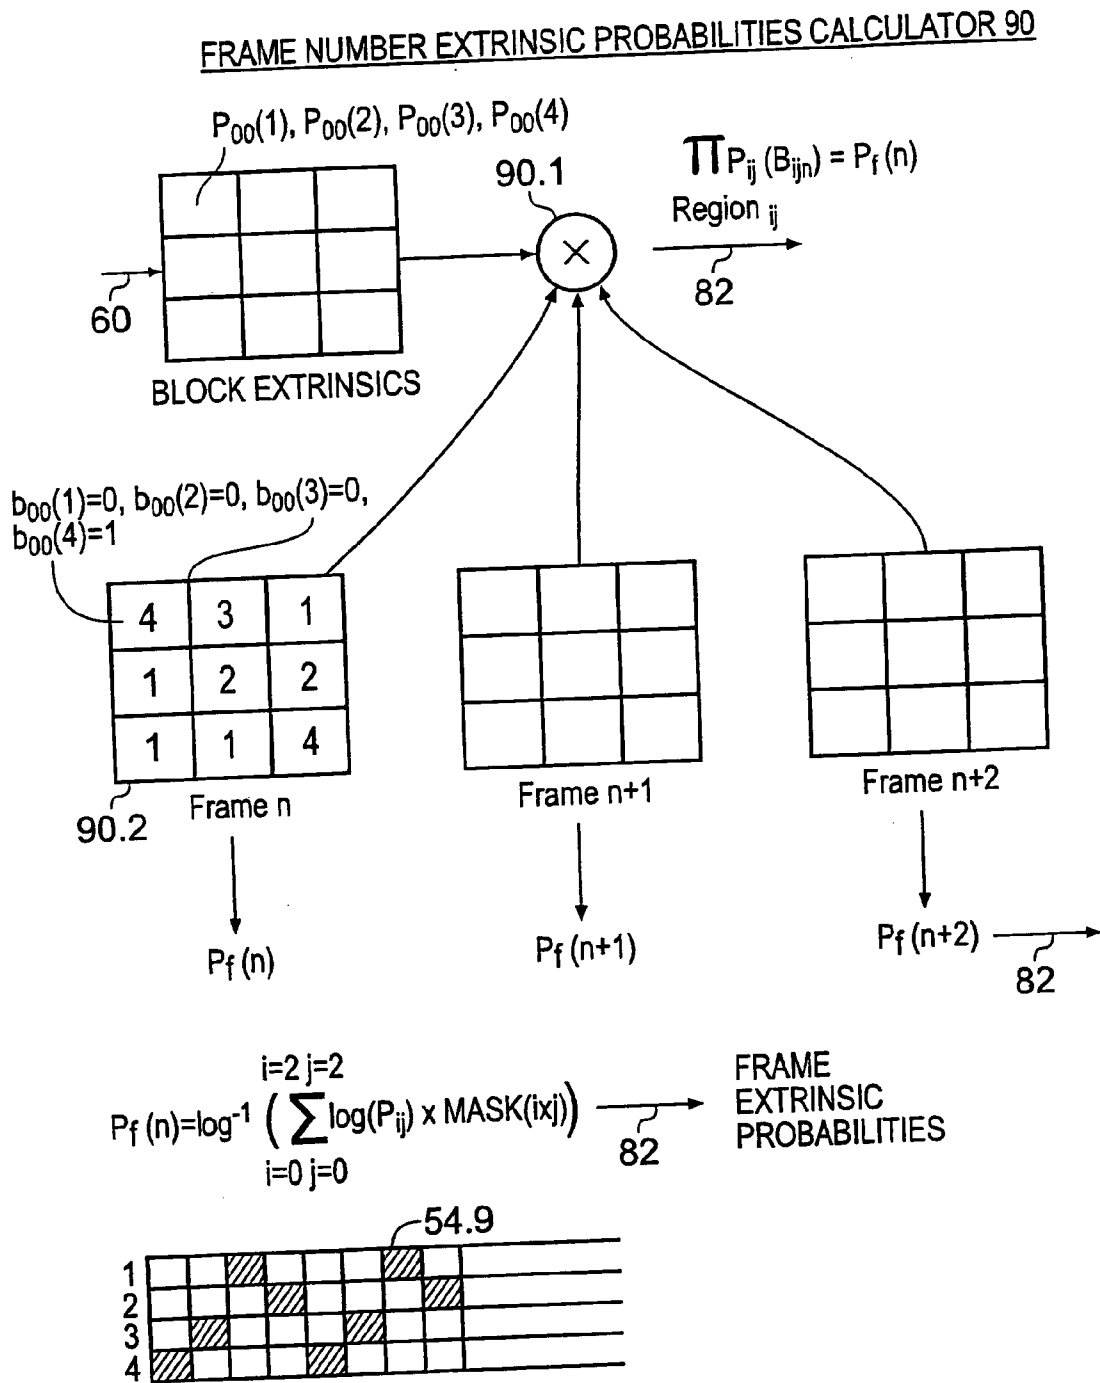 FRAME NUMBER EXTRINSIC PROBABILITIES CALCULATOR 90
P00(1), P00(2), P00(3), P00(4)
90.1
∏ Pij (Bijn) = Pf (n)
Region ij
60
82
BLOCK EXTRINSICS
b00(1)=0, b00(2)=0, b00(3)=0,
b00(4)=1
4 3 1
1 2 2
1 1 4
90.2
Frame n
Frame n+1
Frame n+2
Pf (n)
Pf (n+1)
Pf (n+2)
82
i=2 j=2
Pf (n)=log-1 ( ∑ log(Pij) x MASK(ixj))
i=0 j=0
82
FRAME
EXTRINSIC
PROBABILITIES
54.9
1
2
3
4